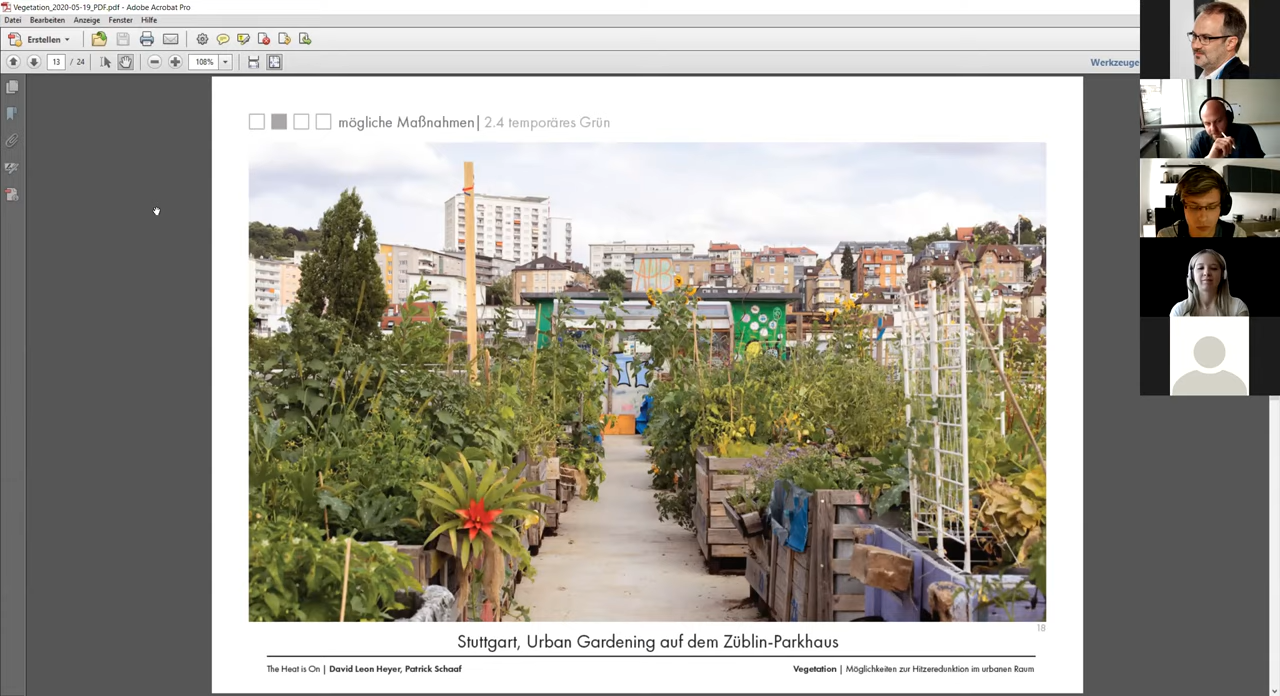 Vegetation_2020-05-19_PDF.pdf - Adobe Acrobat Pro
Datei Bearbeiten Anzeige Fenster Hilfe
Erstellen
13 / 24
108%
Werkzeuge
mögliche Maßnahmen| 2.4 temporäres Grün
18
Stuttgart, Urban Gardening auf dem Züblin-Parkhaus
The Heat is On | David Leon Heyer, Patrick Schaaf
Vegetation | Möglichkeiten zur Hitzeredunktion im urbanen Raum